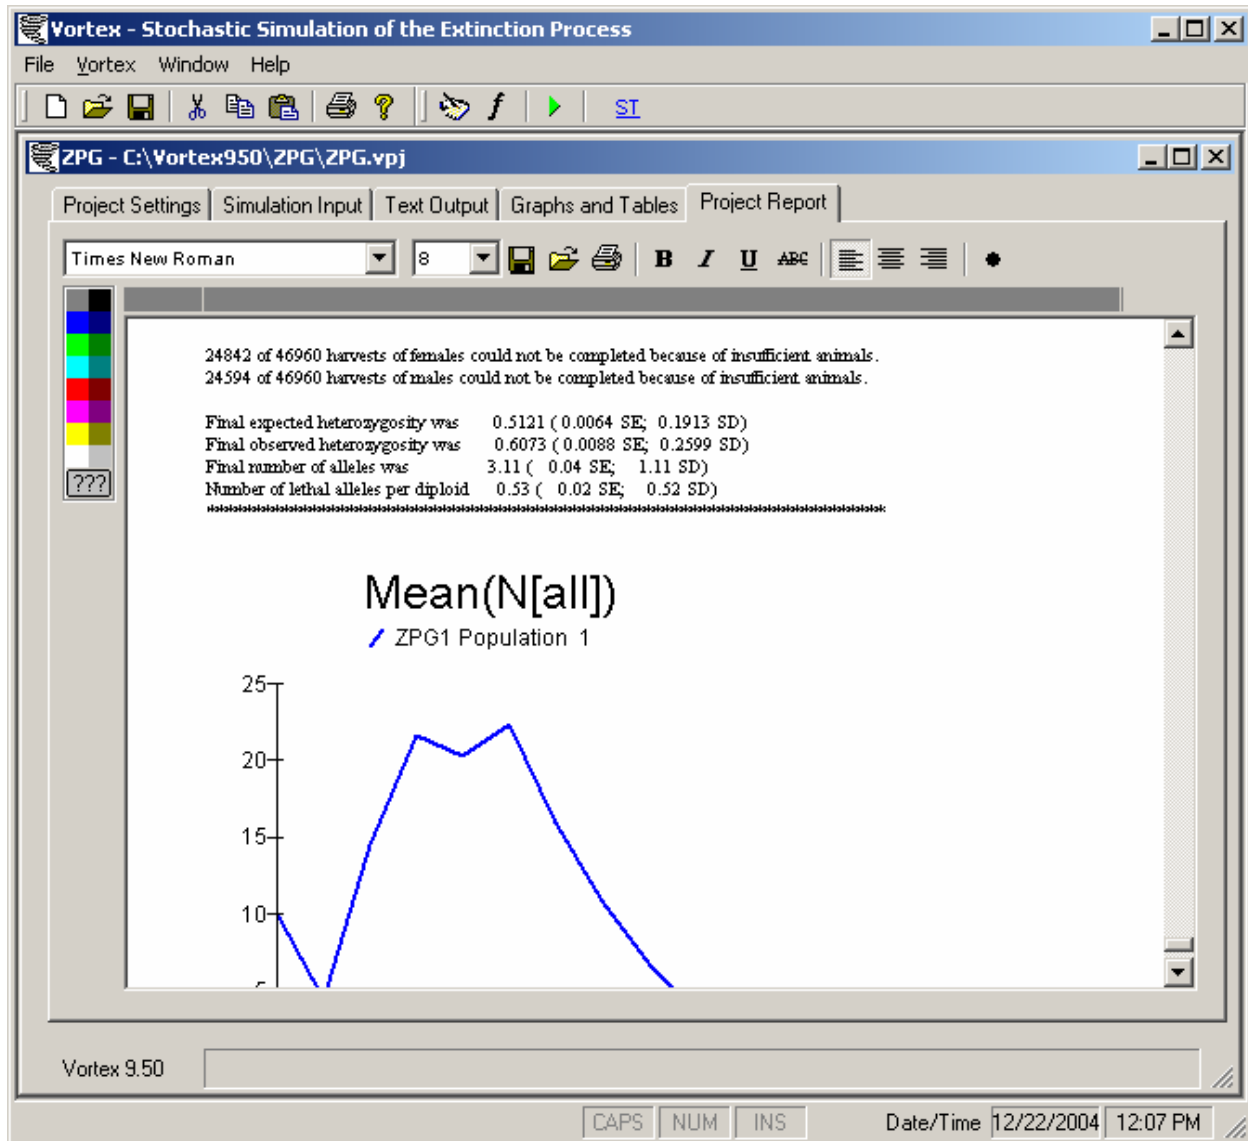 Vortex - Stochastic Simulation of the Extinction Process
File Vortex Window Help
ST
ZPG - C:\Vortex950\ZPG\ZPG.vpj
Project Settings Simulation Input Text Output Graphs and Tables Project Report
Times New Roman 8 B I U ABC
24842 of 46960 harvests of females could not be completed because of insufficient animals.
24594 of 46960 harvests of males could not be completed because of insufficient animals.
Final expected heterozygosity was 0.5121 ( 0.0064 SE; 0.1913 SD)
Final observed heterozygosity was 0.6073 ( 0.0088 SE; 0.2599 SD)
Final number of alleles was 3.11 ( 0.04 SE; 1.11 SD)
Number of lethal alleles per diploid 0.53 ( 0.02 SE; 0.52 SD)
???
Mean(N[all])
ZPG1 Population 1
25
20
15
10
5
Vortex 9.50
CAPS NUM INS Date/Time 12/22/2004 12:07 PM